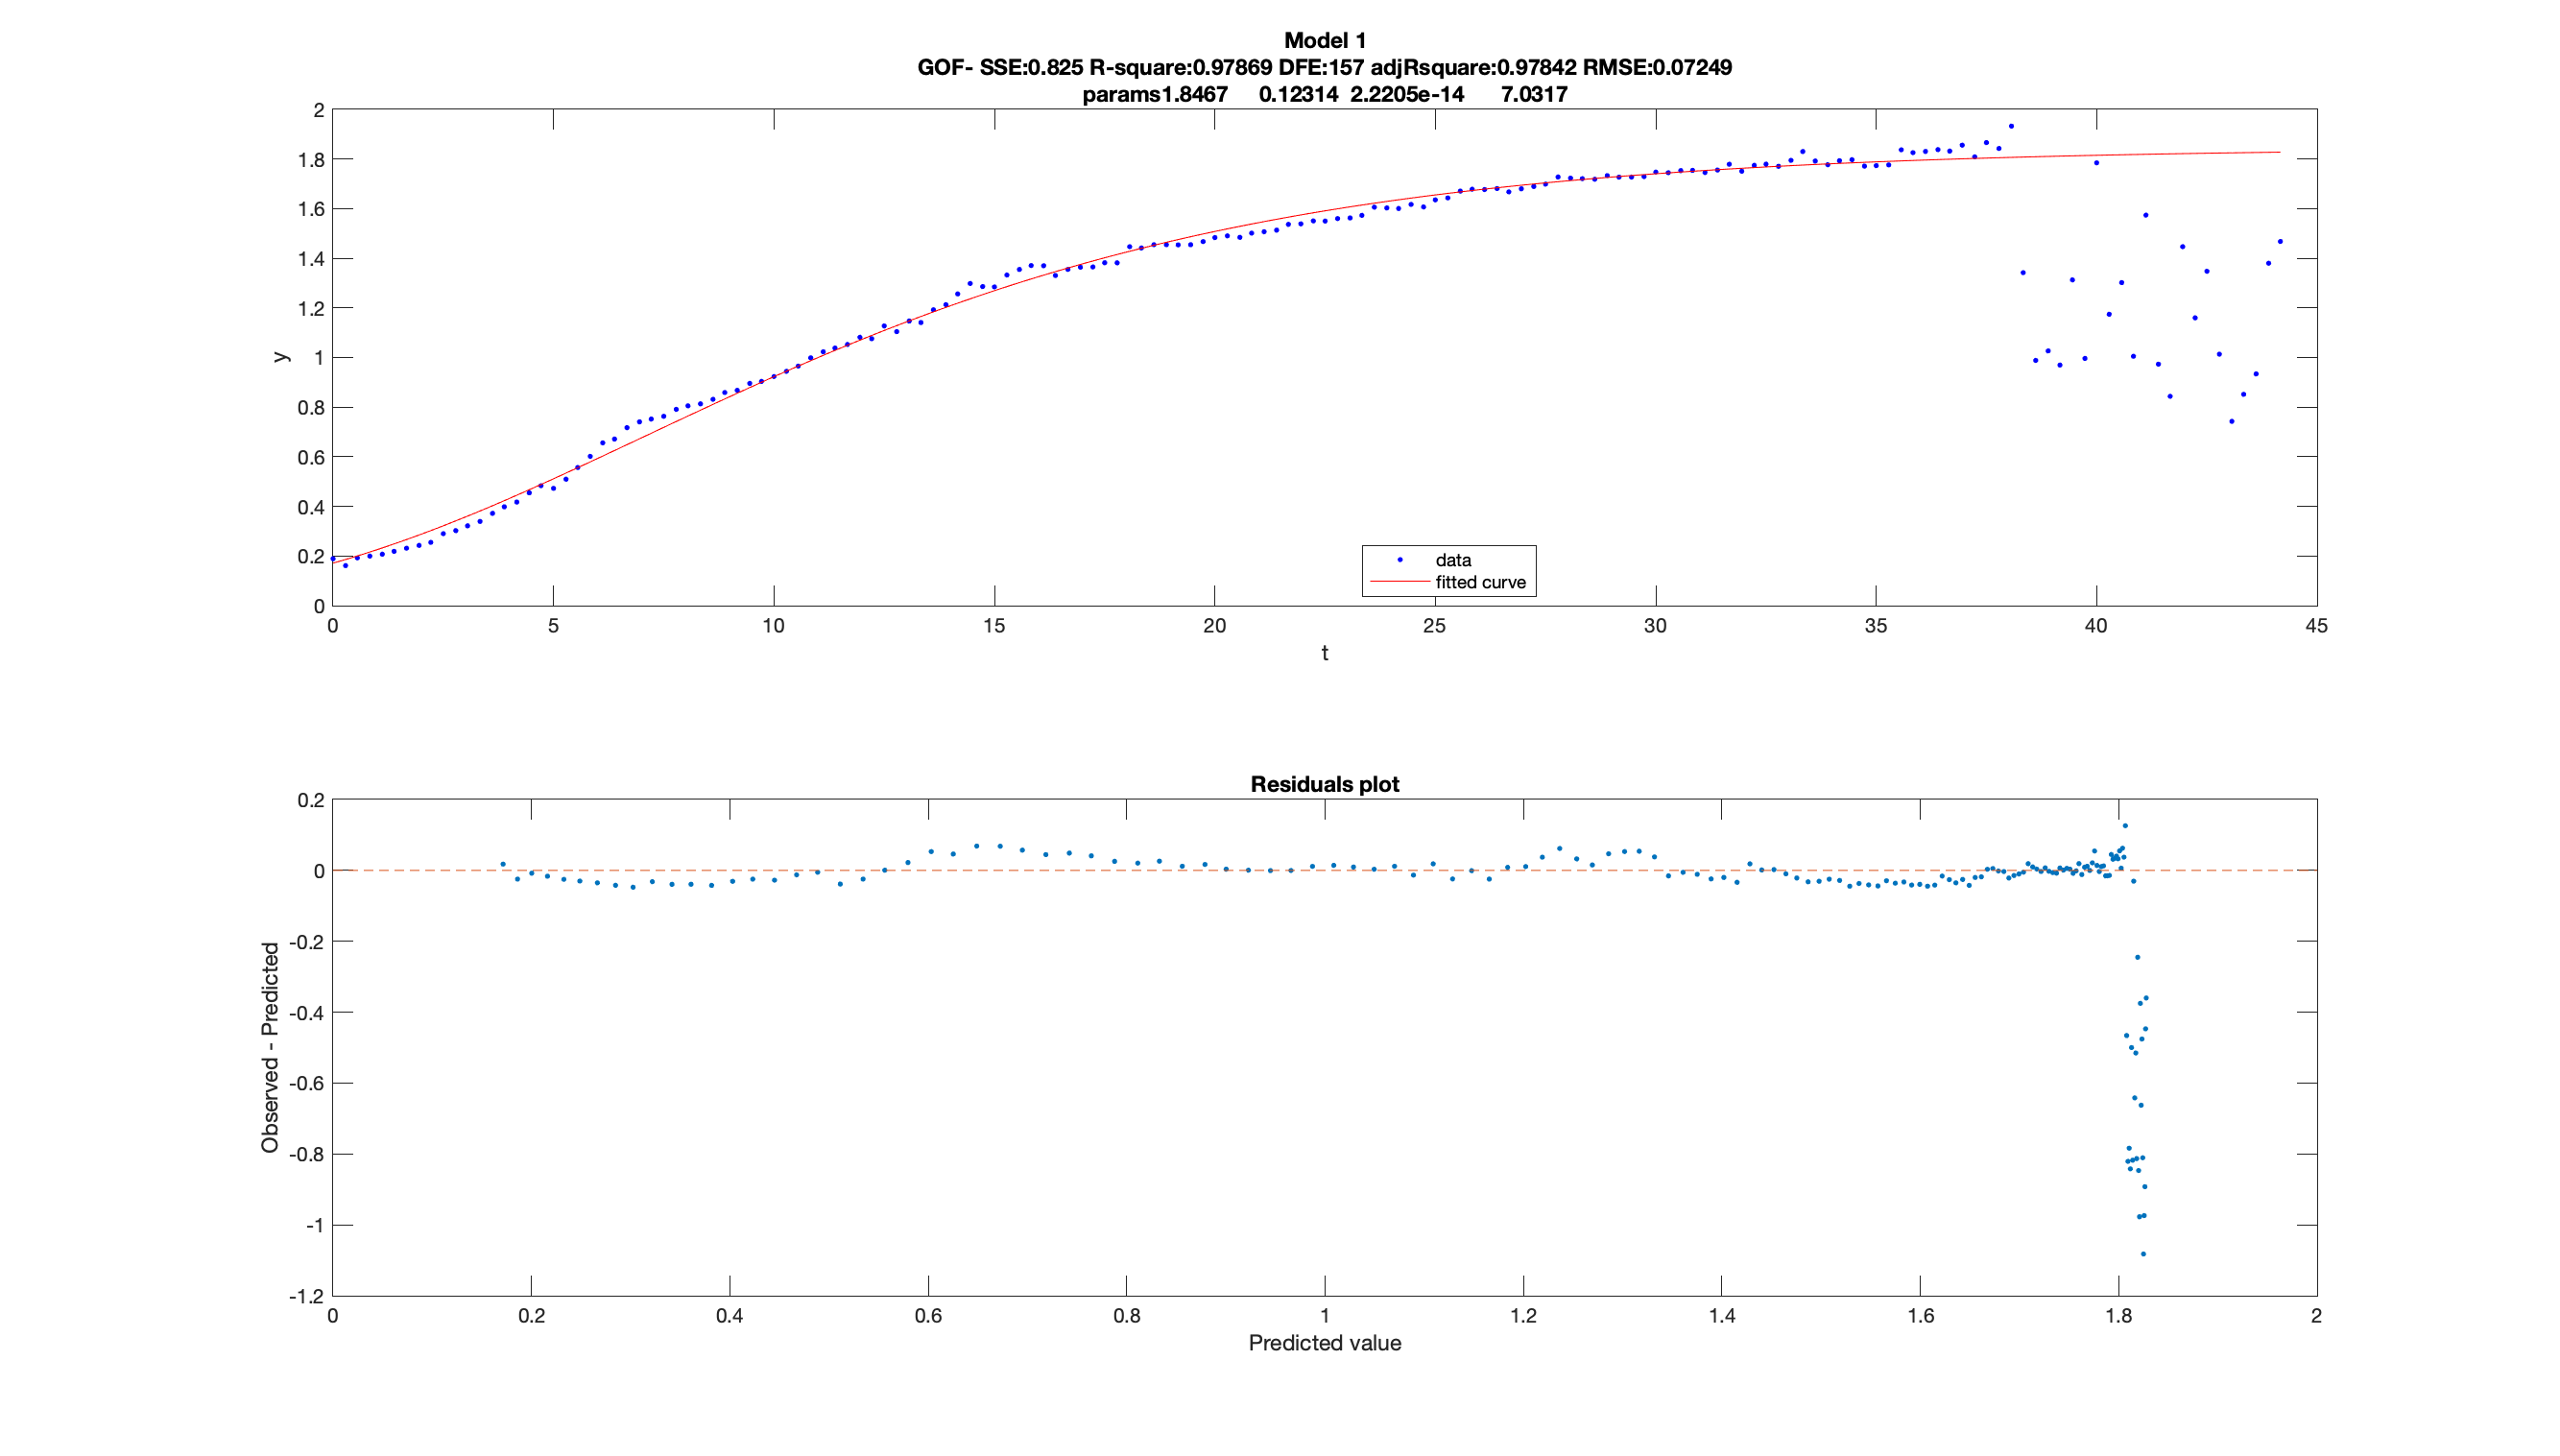 Model 1
GOF- SSE:0.825 R-square:0.97869 DFE:157 adjRsquare:0.97842 RMSE:0.07249
params1.8467 0.12314 2.2205e-14 7.0317
2
1.8
1.6
1.4
1.2
1
0.8
0.6
0.4
0.2
0
y
data
fitted curve
0 5 10 15 20 25 30 35 40 45
t
Residuals plot
0.2
0
-0.2
-0.4
-0.6
-0.8
-1
-1.2
Observed - Predicted
0 0.2 0.4 0.6 0.8 1 1.2 1.4 1.6 1.8 2
Predicted value